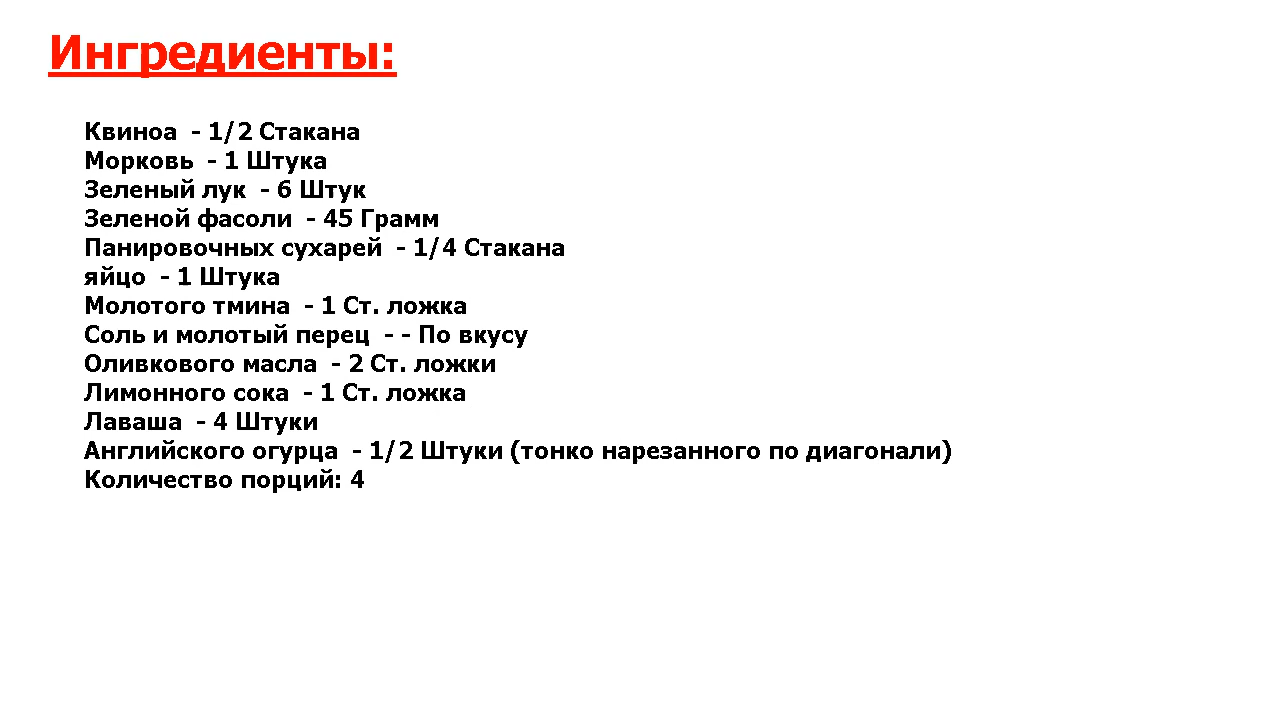 Ингредиенты:
Квиноа - 1/2 Стакана
Морковь - 1 Штука
Зеленый лук - 6 Штук
Зеленой фасоли - 45 Грамм
Панировочных сухарей - 1/4 Стакана
яйцо - 1 Штука
Молотого тмина - 1 Ст. ложка
Соль и молотый перец - - По вкусу
Оливкового масла - 2 Ст. ложки
Лимонного сока - 1 Ст. ложка
Лаваша - 4 Штуки
Английского огурца - 1/2 Штуки (тонко нарезанного по диагонали)
Количество порций: 4